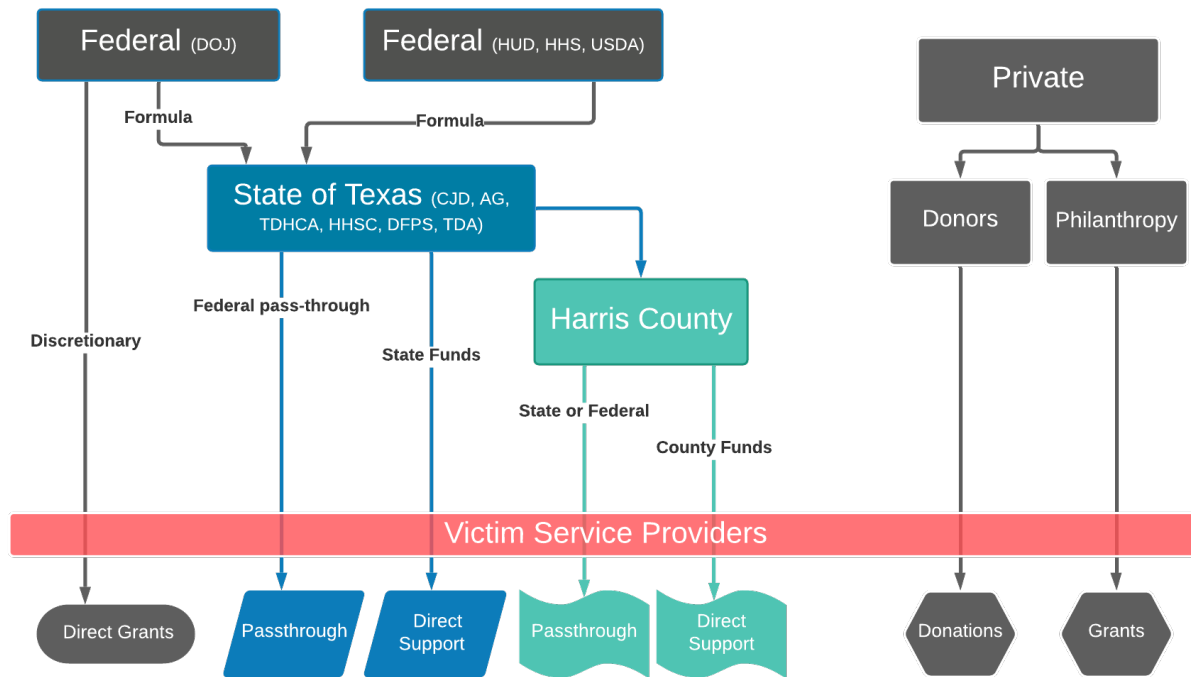 Federal (DOJ)
Federal (HUD, HHS, USDA)
Private
Formula
Formula
State of Texas (CJD, AG,
TDHCA, HHSC, DFPS, TDA)
Donors
Philanthropy
Federal pass-through
Harris County
Discretionary
State Funds
State or Federal
County Funds
Victim Service Providers
Direct Grants
Passthrough
Direct
Support
Passthrough
Direct
Support
Donations
Grants